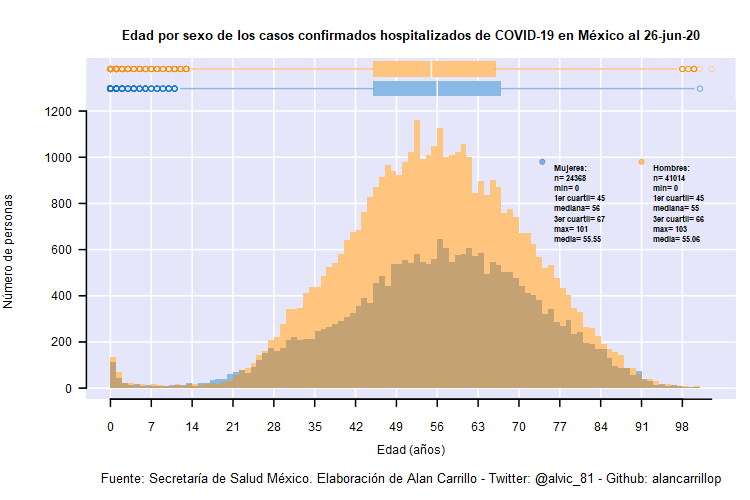 Edad por sexo de los casos confirmados hospitalizados de COVID-19 en México al 26-jun-20
1200
1000
800
600
400
200
0
Número de personas
Mujeres:
n= 24368
min= 0
1er cuartil= 45
mediana= 56
3er cuartil= 67
max= 101
media= 55.55
Hombres:
n= 41014
min= 0
1er cuartil= 45
mediana= 55
3er cuartil= 66
max= 103
media= 55.06
0 7 14 21 28 35 42 49 56 63 70 77 84 91 98
Edad (años)
Fuente: Secretaría de Salud México. Elaboración de Alan Carrillo - Twitter: @alvic_81 - Github: alancarrillop